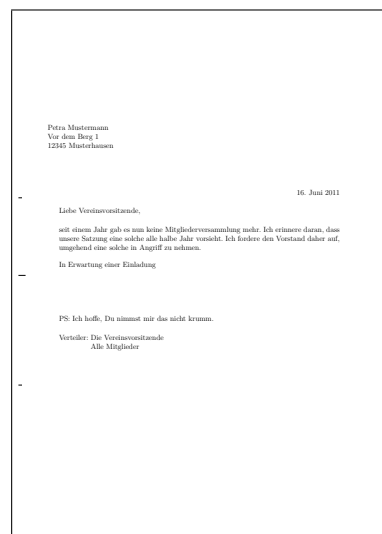 Petra Mustermann
Vor dem Berg 1
12345 Musterhausen
16. Juni 2011
Liebe Vereinsvorsitzende,
seit einem Jahr gab es nun keine Mitgliederversammlung mehr. Ich erinnere daran, dass
unsere Satzung eine solche alle halbe Jahr vorsieht. Ich fordere den Vorstand daher auf,
umgehend eine solche in Angriff zu nehmen.
In Erwartung einer Einladung
PS: Ich hoffe, Du nimmst mir das nicht krumm.
Verteiler: Die Vereinsvorsitzende
Alle Mitglieder